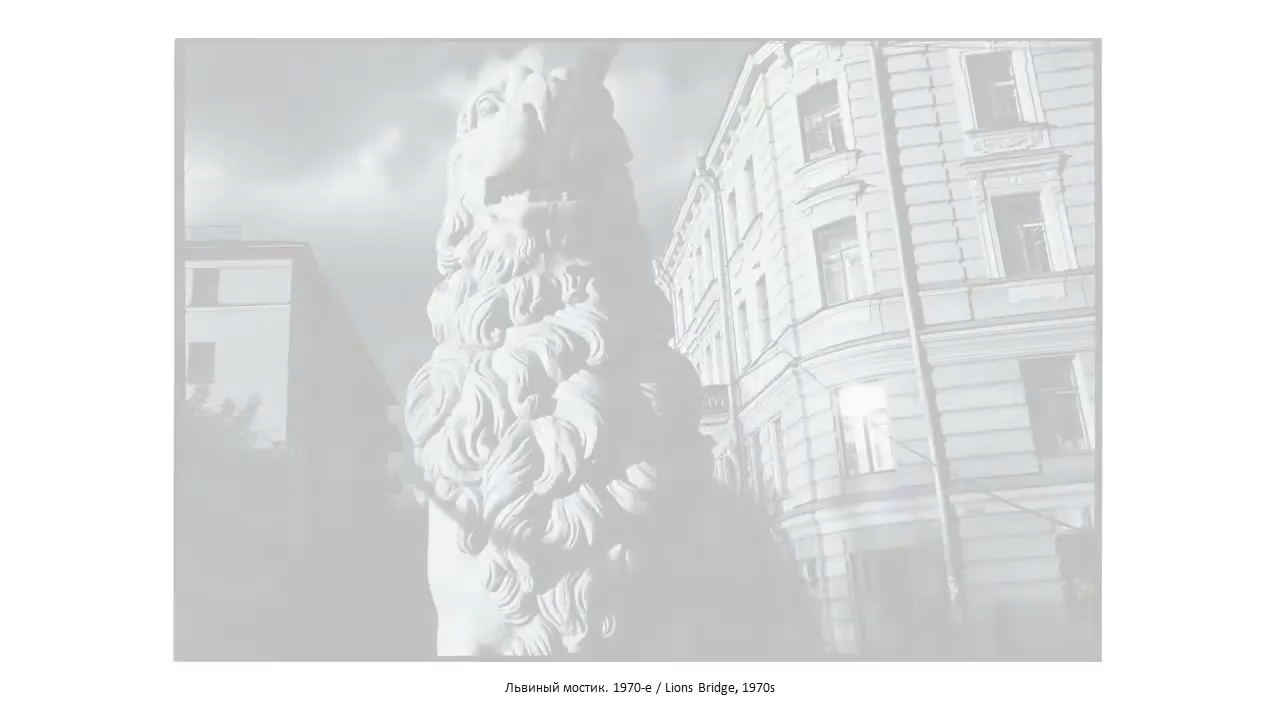 Львиный мостик. 1970-е / Lions Bridge, 1970s